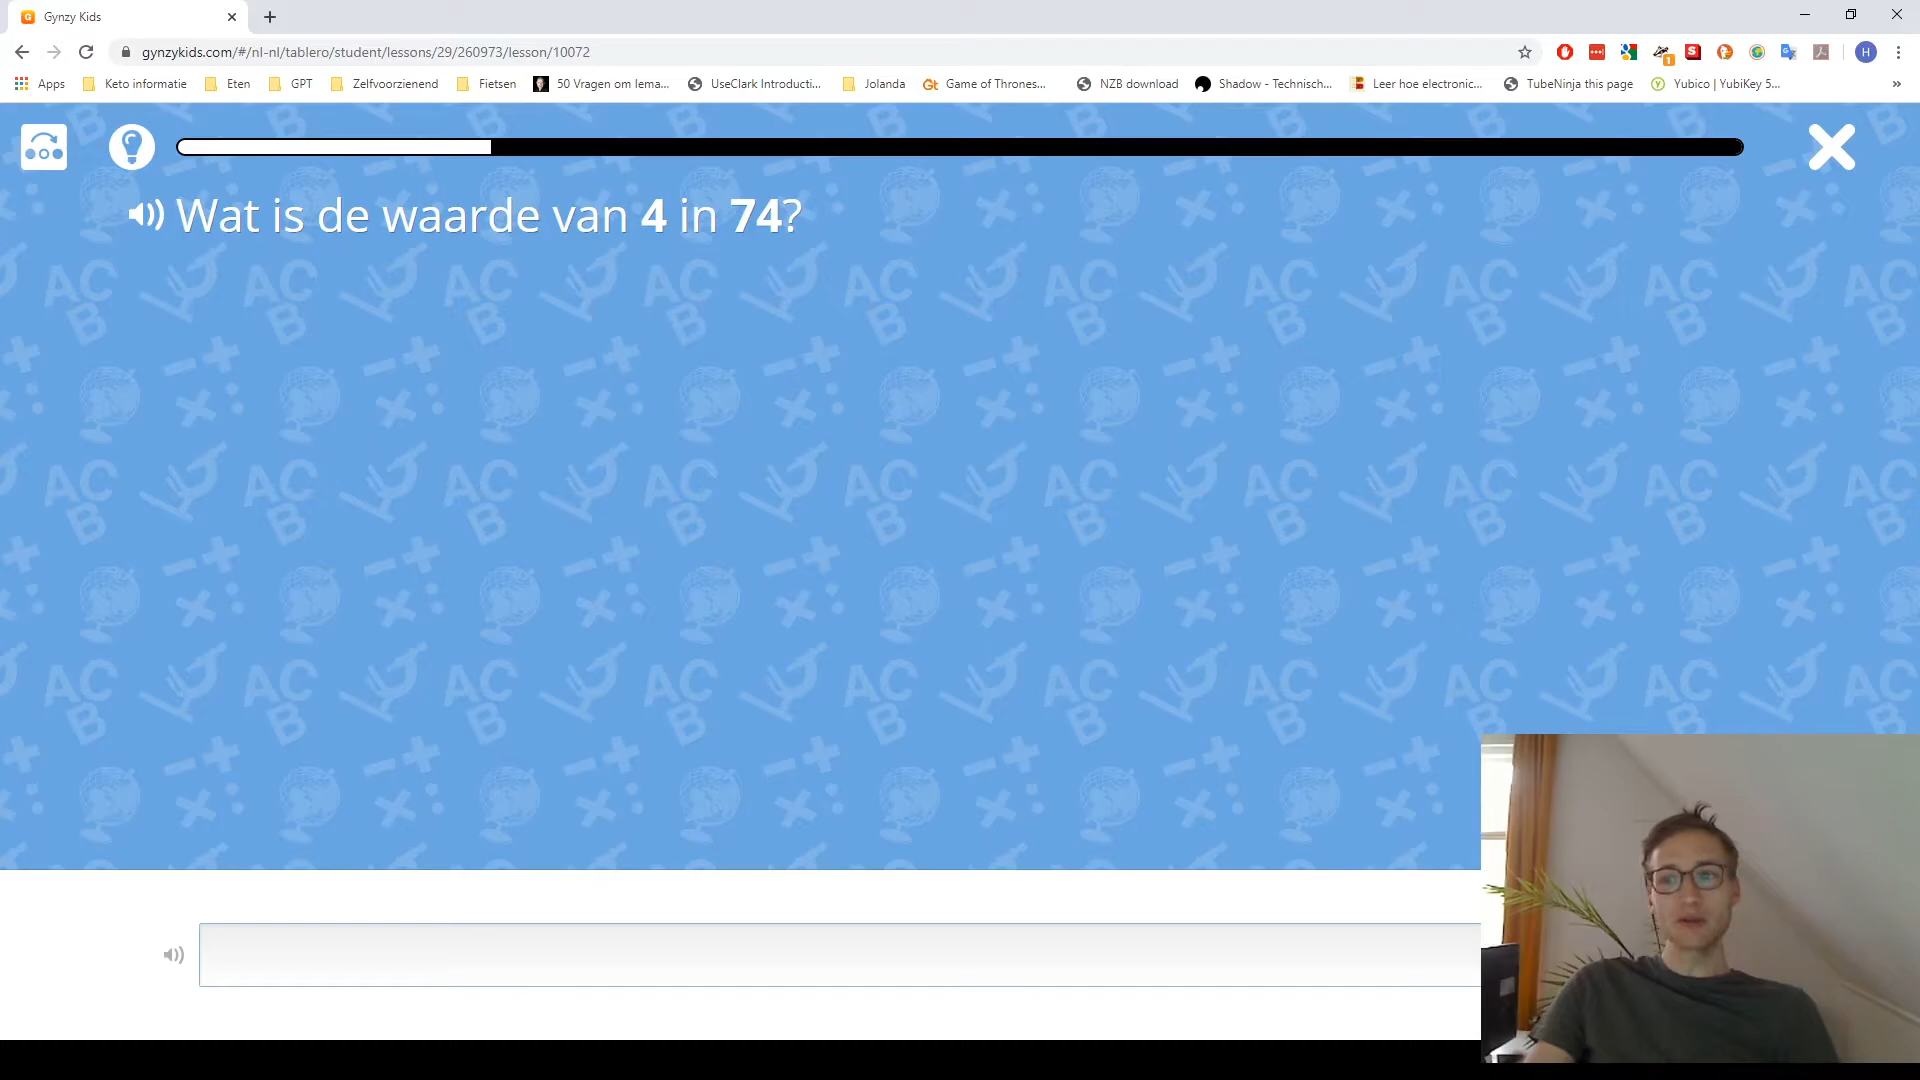 Gynzy Kids
gynzykids.com/#/nl-nl/tablero/student/lessons/29/260973/lesson/10072
Apps Keto informatie Eten GPT Zelfvoorzienend Fietsen 50 Vragen om Iema... UseClark Introducti... Jolanda Game of Thrones... NZB download Shadow - Technisch... Leer hoe electronic... TubeNinja this page Yubico | YubiKey 5... »
Wat is de waarde van 4 in 74?